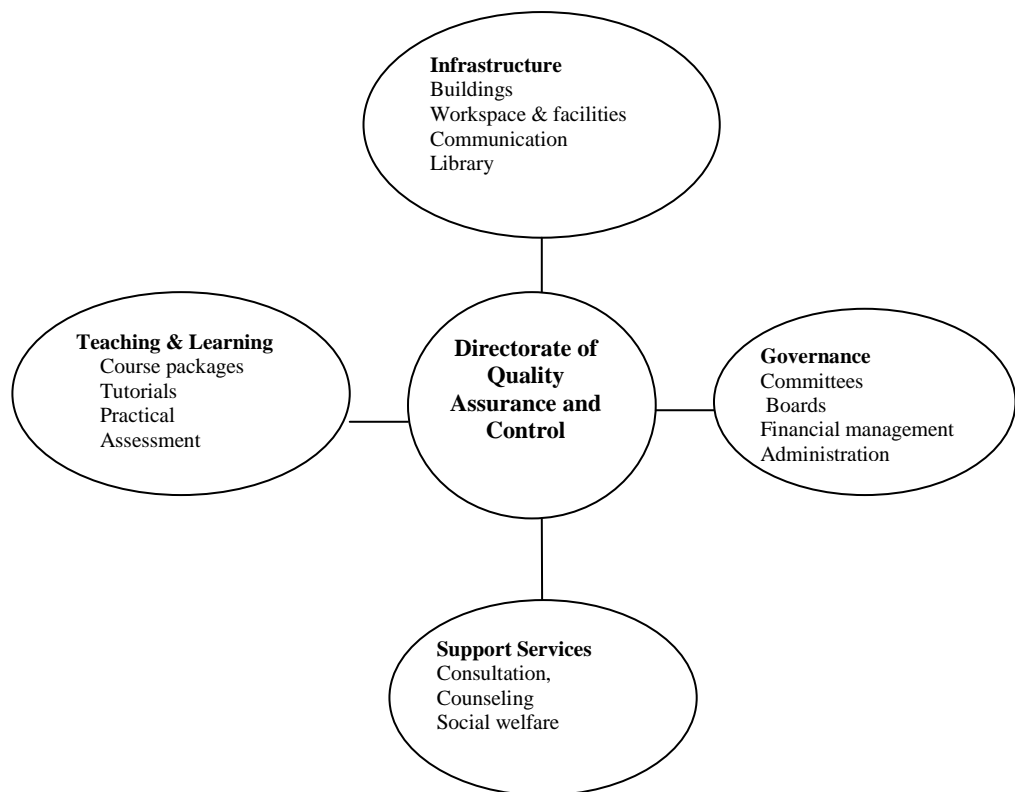 Infrastructure
Buildings
Workspace & facilities
Communication
Library
Teaching & Learning
Course packages
Tutorials
Practical
Assessment
Directorate of
Quality
Assurance and
Control
Governance
Committees
Boards
Financial management
Administration
Support Services
Consultation,
Counseling
Social welfare